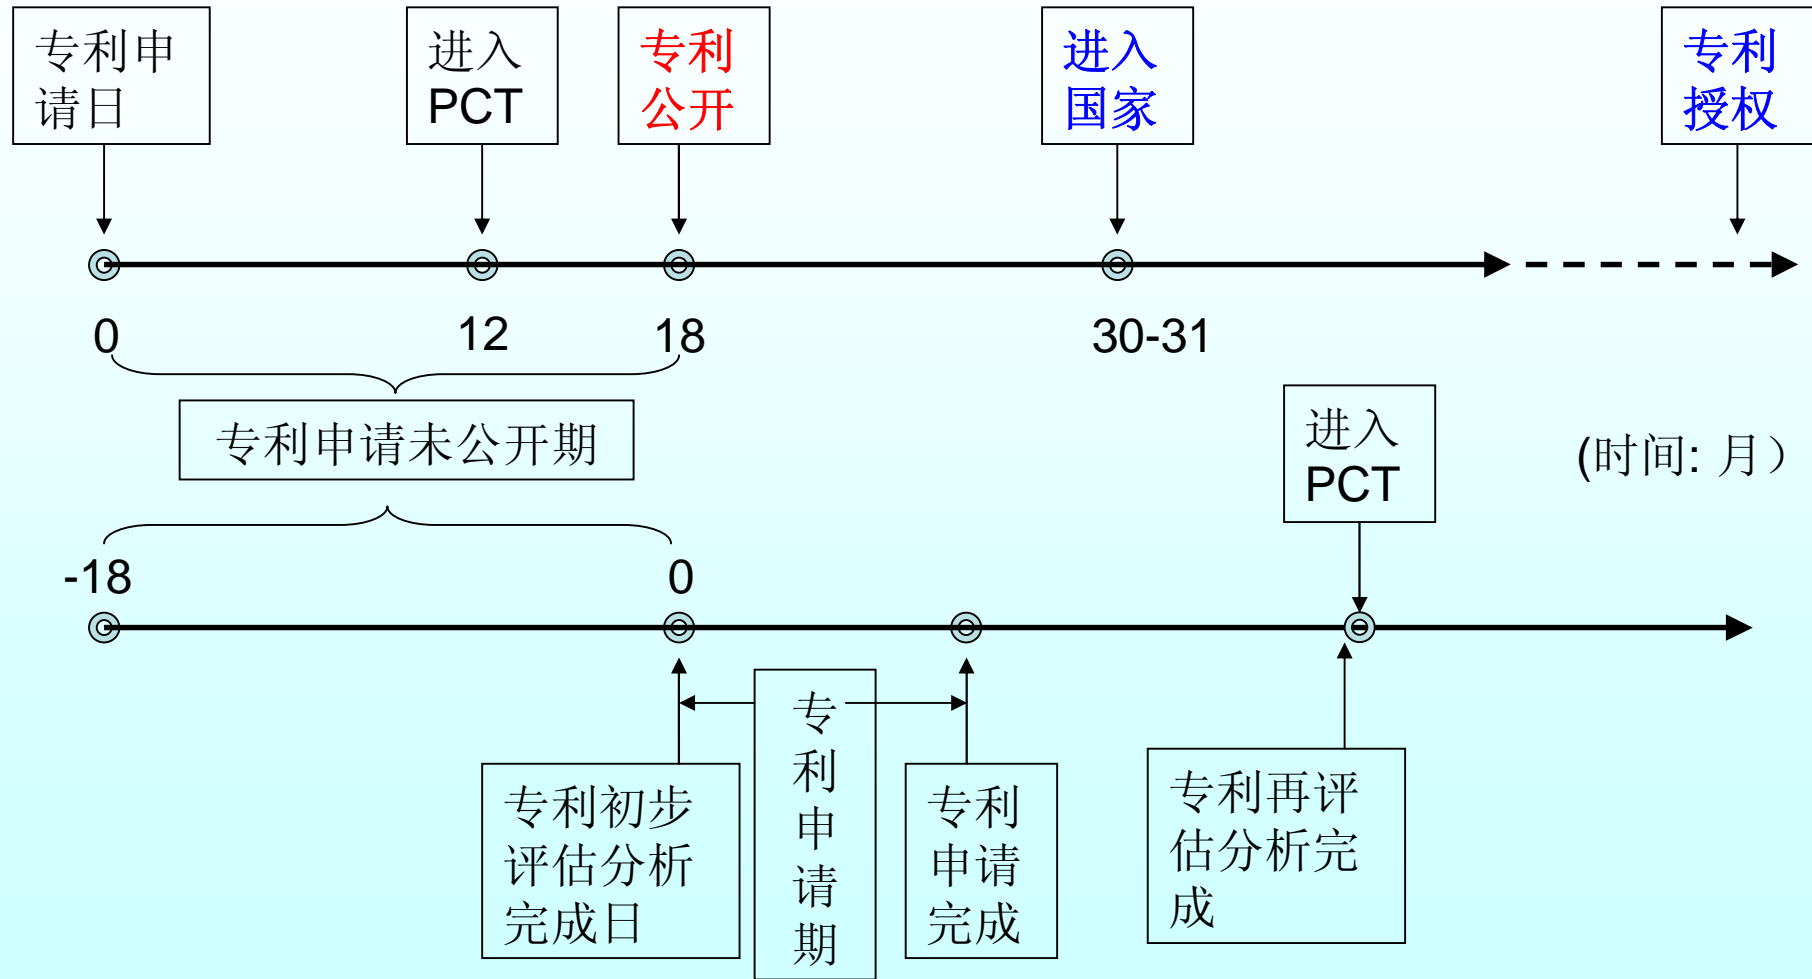 专利申
请日
进入
PCT
专利
公开
进入
国家
专利
授权
0
12
18
30-31
专利申请未公开期
进入
PCT
(时间: 月）
-18
0
专
利
申
请
期
专利初步
评估分析
完成日
专利
申请
完成
专利再评
估分析完
成